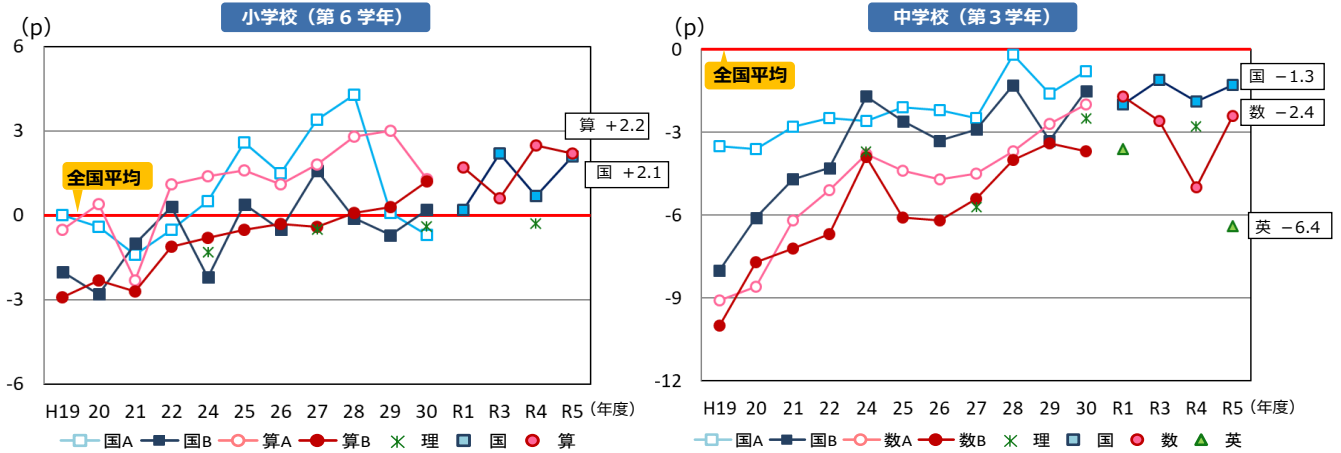 小学校（第６学年）
（p）
6
3
0
-3
-6
全国平均
算 +2.2
国 +2.1
H19 20 21 22 24 25 26 27 28 29 30 R1 R3 R4 R5（年度）
国A 国B 算A 算B 理 国 算
中学校（第３学年）
（p）
0
-3
-6
-9
-12
全国平均
国 －1.3
数 －2.4
英 －6.4
H19 20 21 22 24 25 26 27 28 29 30 R1 R3 R4 R5（年度）
国A 国B 数A 数B 理 国 数 英